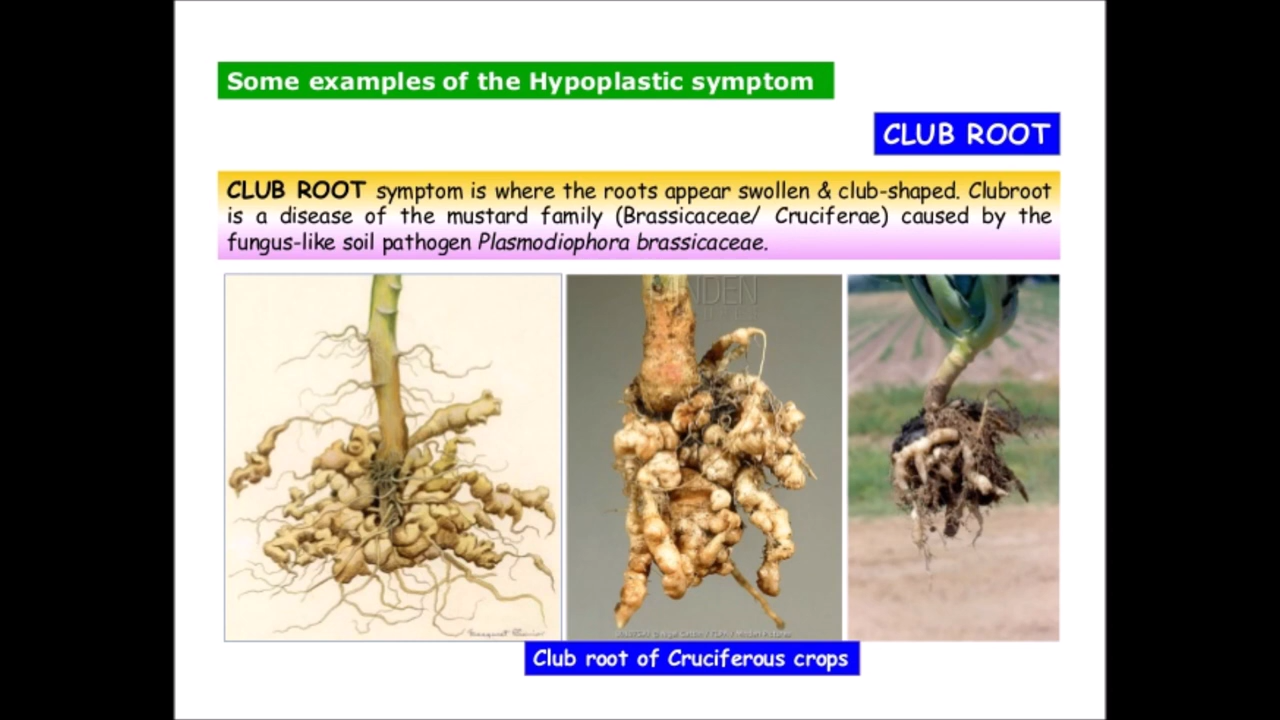 Some examples of the Hypoplastic symptom
CLUB ROOT
CLUB ROOT symptom is where the roots appear swollen & club-shaped. Clubroot
is a disease of the mustard family (Brassicaceae/ Cruciferae) caused by the
fungus-like soil pathogen Plasmodiophora brassicaceae.
MINDEN
Club root of Cruciferous crops